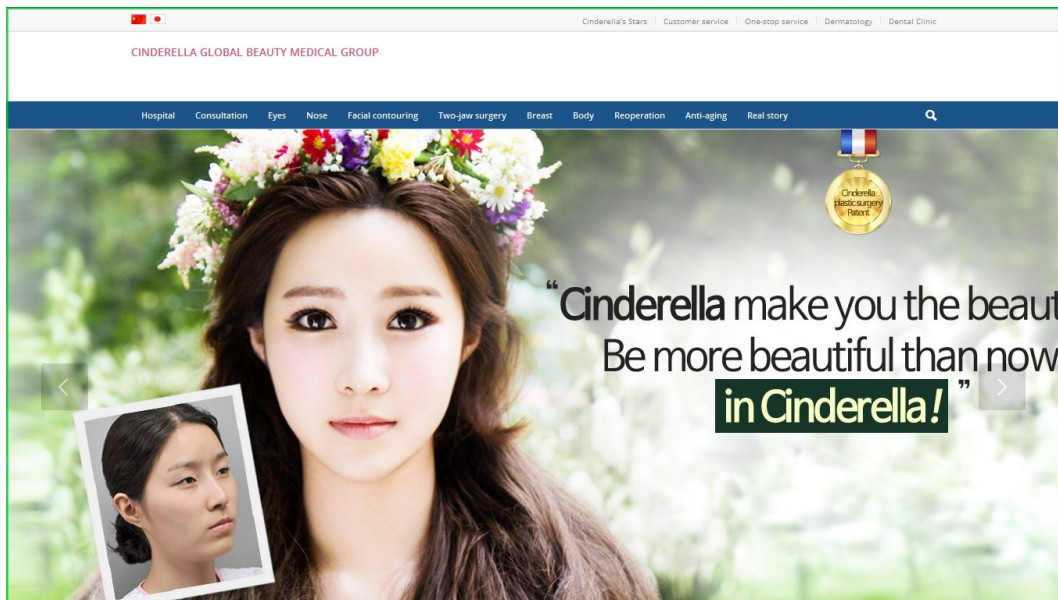 Cinderella's Stars Customer service One-stop service Dermatology Dental Clinic
CINDERELLA GLOBAL BEAUTY MEDICAL GROUP
Hospital Consultation Eyes Nose Facial contouring Two-jaw surgery Breast Body Reoperation Anti-aging Real story
Cinderella
plastic surgery
Patent
“Cinderella make you the beaut
Be more beautiful than now
in Cinderella! ”